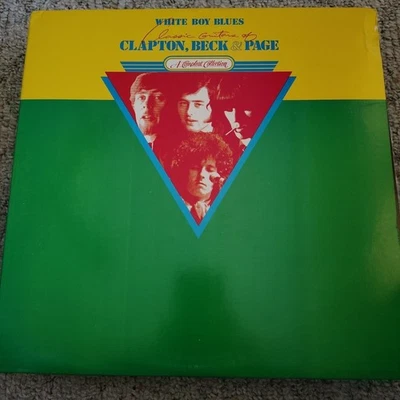 WHITE BOY BLUES
Classic Guitars of
CLAPTON, BECK & PAGE
A Compleat Collection